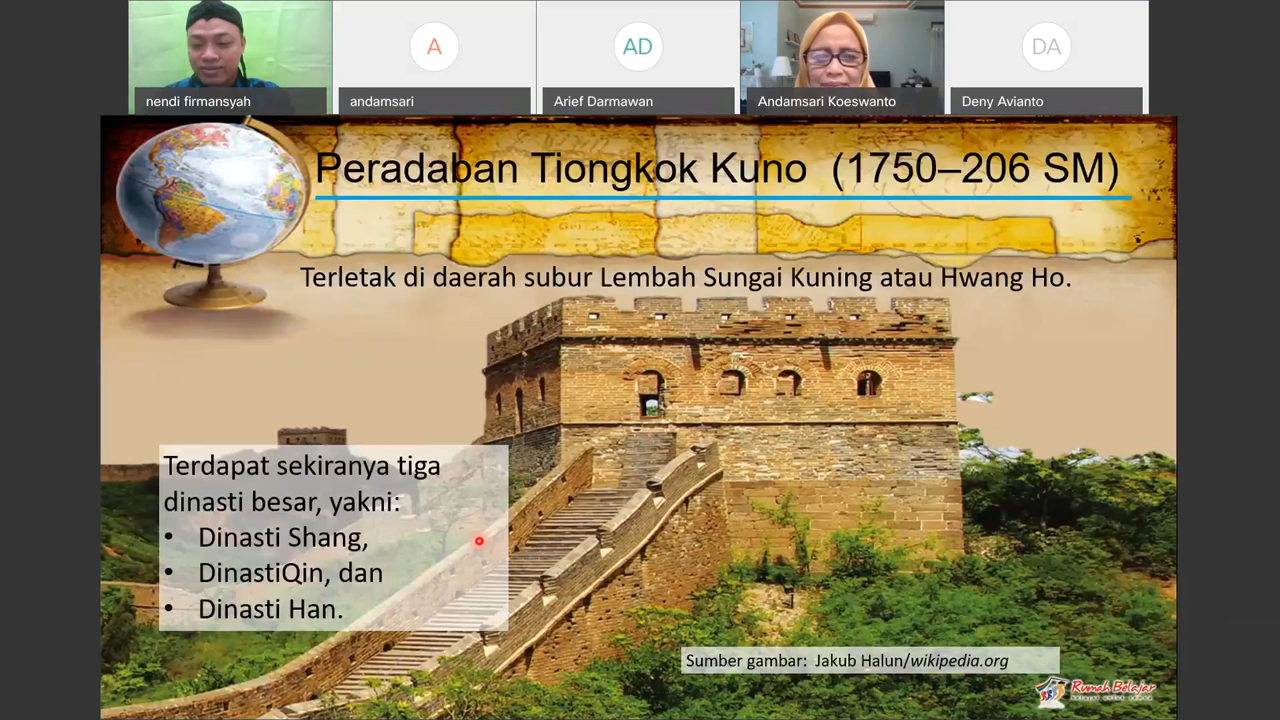 A
AD
DA
nendi firmansyah
andamsari
Arief Darmawan
Andamsari Koeswanto
Deny Avianto
Peradaban Tiongkok Kuno (1750–206 SM)
Terletak di daerah subur Lembah Sungai Kuning atau Hwang Ho.
Terdapat sekiranya tiga
dinasti besar, yakni:
• Dinasti Shang,
• DinastiQin, dan
• Dinasti Han.
Sumber gambar: Jakub Halun/wikipedia.org
Rumah Belajar